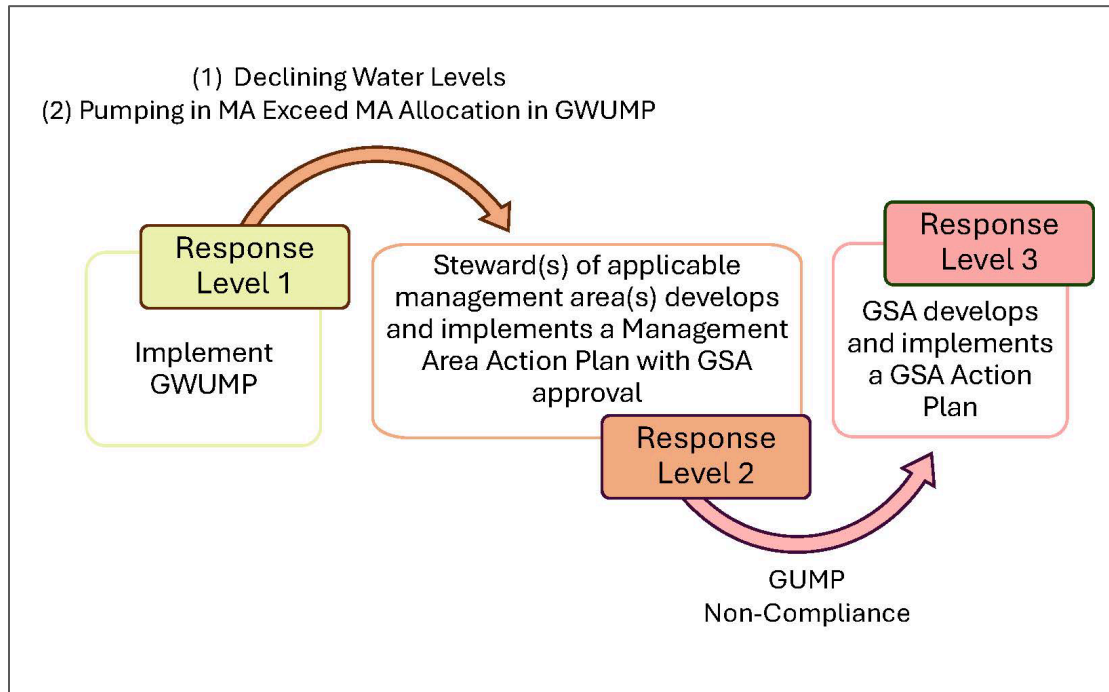 (1) Declining Water Levels
(2) Pumping in MA Exceed MA Allocation in GWUMP
Response
Level 1
Implement
GWUMP
Steward(s) of applicable
management area(s) develops
and implements a Management
Area Action Plan with GSA
approval
Response
Level 2
GUMP
Non-Compliance
Response
Level 3
GSA develops
and implements
a GSA Action
Plan